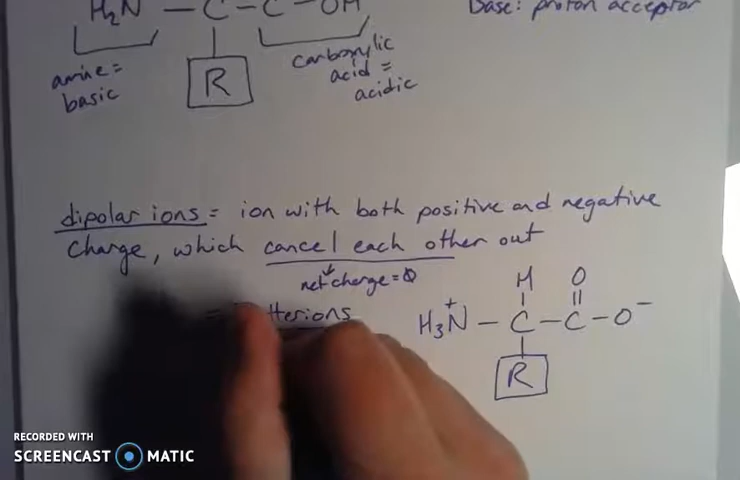 H₂N — C — C — OH
Base: proton acceptor
amine =
basic
R
carboxylic
acid =
acidic
dipolar ions = ion with both positive and negative
charge, which cancel each other out
net charge = 0
H O
H₃N⁺ — C — C — O⁻
R
RECORDED WITH
SCREENCAST MATIC